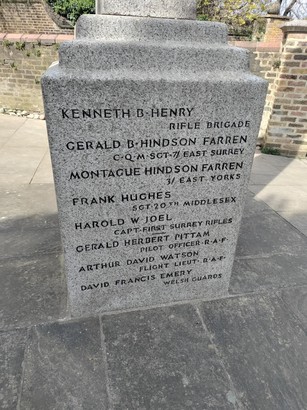 KENNETH B·HENRY
RIFLE BRIGADE
GERALD B·HINDSON FARREN
C·Q·M·SGT·7/ EAST SURREY
MONTAGUE HINDSON FARREN
7/ EAST YORKS
FRANK HUGHES
SGT 20TH MIDDLESEX
HAROLD W JOEL
CAPT·FIRST SURREY RIFLES
GERALD HERBERT PITTAM
PILOT OFFICER·R·A·F
ARTHUR DAVID WATSON
FLIGHT LIEUT·R·A·F·
DAVID FRANCIS EMERY
WELSH GUARDS